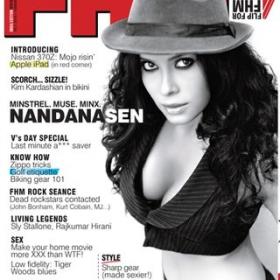 FLIP FOR
FHM
FH
INTRODUCING
Nissan 370Z: Mojo risin'
Apple iPad (in red corner)
SCORCH... SIZZLE!
Kim Kardashian in bikini
MINSTREL, MUSE, MINX,
NANDANA SEN
V's DAY SPECIAL
Last minute a*** saver
KNOW HOW
Zippo tricks
Golf etiquette
Biking gear 101
FHM ROCK SEANCE
Dead rockstars contacted
(John Bonham, Kurt Cobain, MJ...)
LIVING LEGENDS
Sly Stallone, Rajkumar Hirani
SEX
Make your home movie
more XXX than WTF!
Low fidelity: Tiger
Woods blues
STYLE
Sharp gear
(made sexier!)